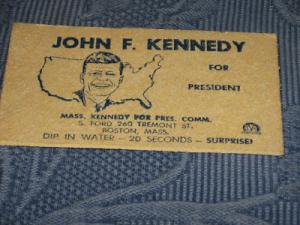 JOHN F. KENNEDY
FOR
PRESIDENT
MASS. KENNEDY FOR PRES. COMM.
S. FORD 260 TREMONT ST.
BOSTON, MASS.
DIP IN WATER – 20 SECONDS – SURPRISE!